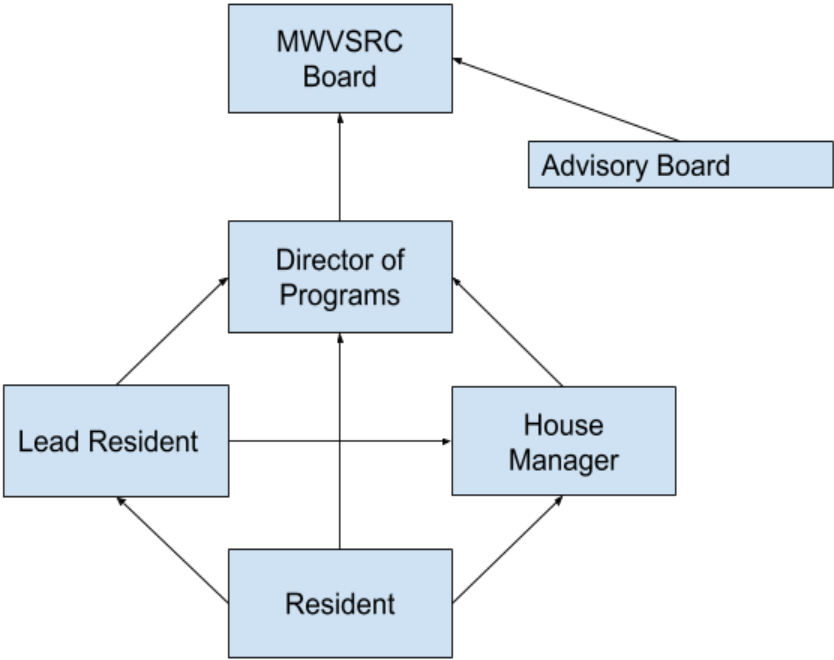 MWVSRC
Board
Advisory Board
Director of
Programs
Lead Resident
House
Manager
Resident